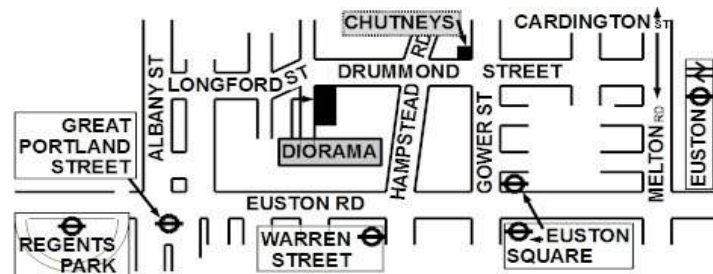 CHUTNEYS
CARDINGTON ST
ALBANY ST
LONGFORD ST
HAMPSTEAD RD
DRUMMOND STREET
GREAT
PORTLAND
STREET
DIORAMA
GOWER ST
MELTON RD
EUSTON
EUSTON RD
REGENTS
PARK
WARREN
STREET
EUSTON
SQUARE